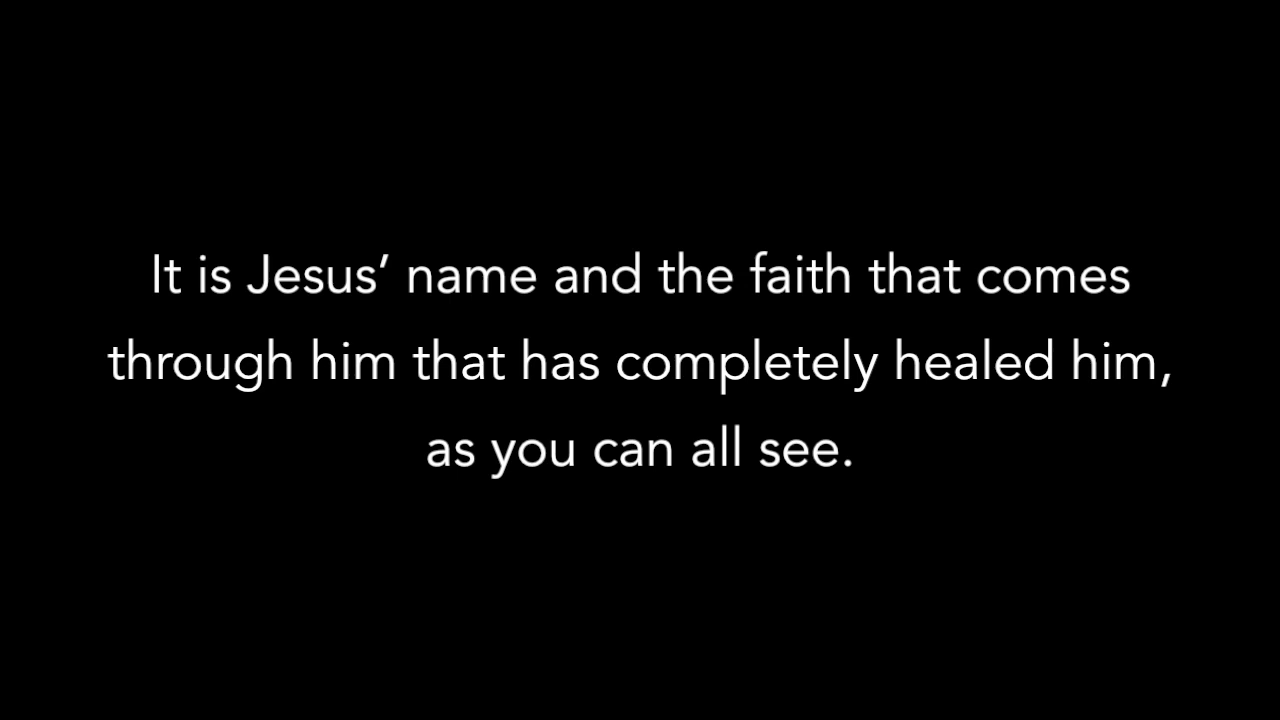 It is Jesus’ name and the faith that comes
through him that has completely healed him,
as you can all see.